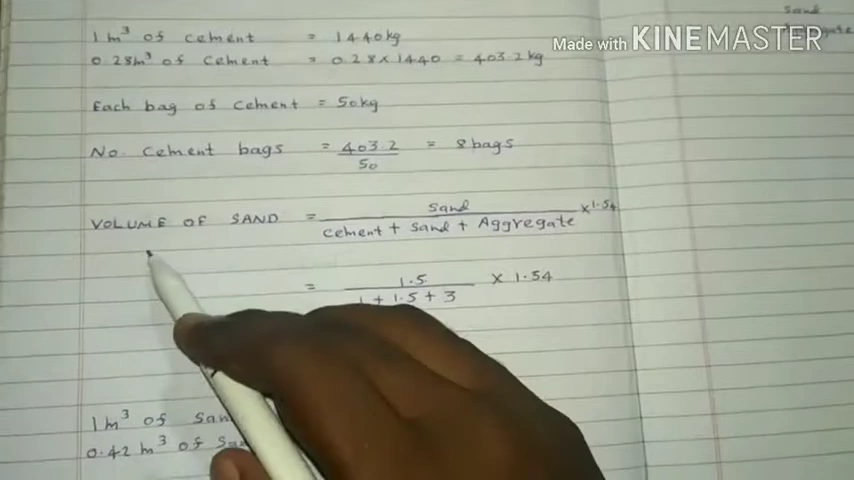 sand
Made with KINEMASTER
1m³ of cement = 1440kg
0.28m³ of cement = 0.28 x 1440 = 403.2 kg
Each bag of cement = 50kg
No. cement bags = 403.2 / 50 = 8 bags
VOLUME OF SAND = sand / cement + sand + Aggregate x 1.54
= 1.5 / 1 + 1.5 + 3 x 1.54
1m³ of
0.42 m³ of